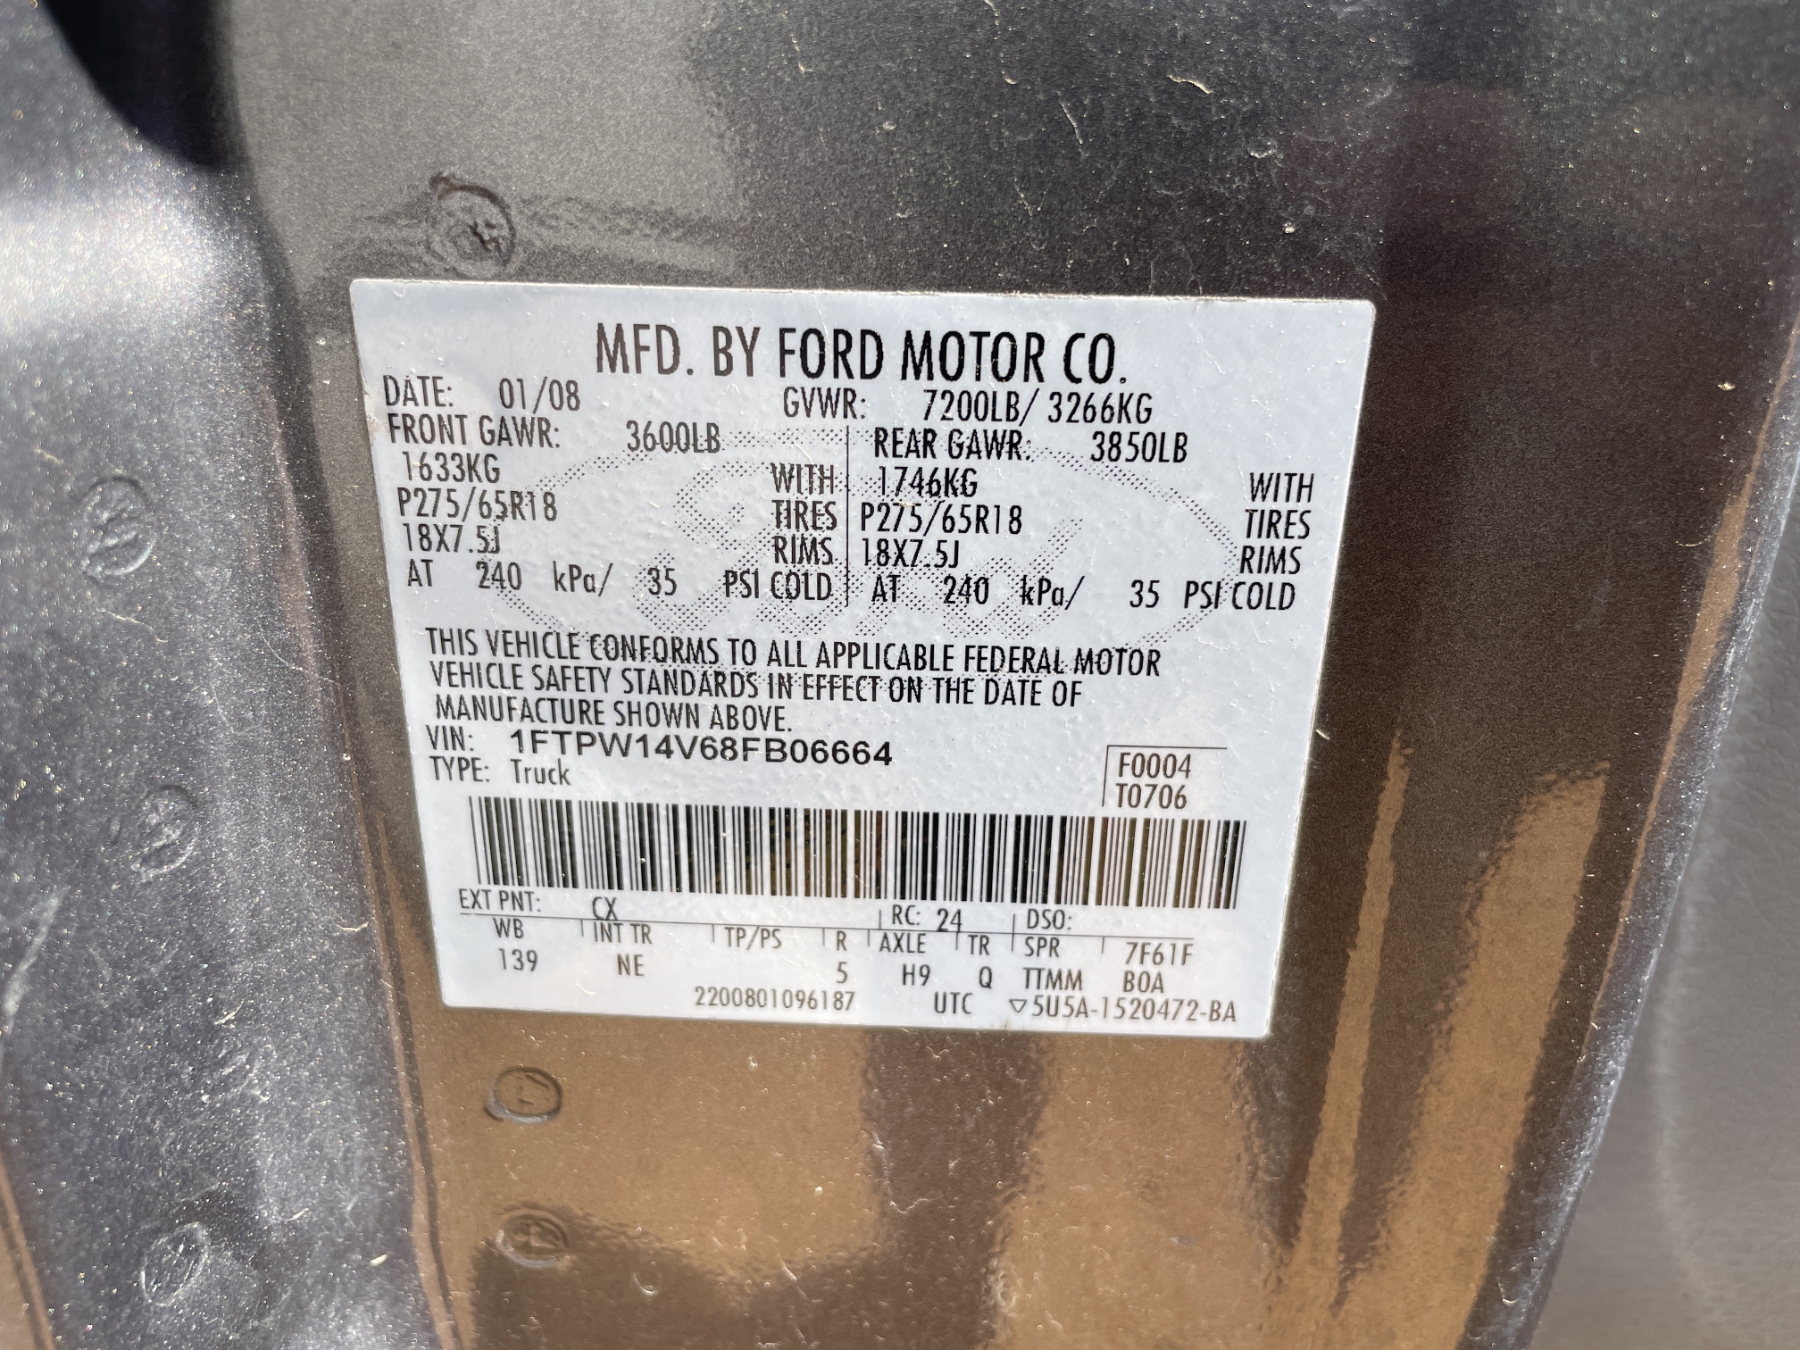 MFD. BY FORD MOTOR CO.
DATE: 01/08 GVWR: 7200LB/ 3266KG
FRONT GAWR: 3600LB REAR GAWR: 3850LB
1633KG WITH 1746KG WITH
P275/65R18 TIRES P275/65R18 TIRES
18X7.5J RIMS 18X7.5J RIMS
AT 240 kPa/ 35 PSI COLD AT 240 kPa/ 35 PSI COLD
THIS VEHICLE CONFORMS TO ALL APPLICABLE FEDERAL MOTOR
VEHICLE SAFETY STANDARDS IN EFFECT ON THE DATE OF
MANUFACTURE SHOWN ABOVE.
VIN: 1FTPW14V68FB06664
TYPE: Truck
F0004
T0706
EXT PNT: CX RC: 24 DSO:
WB INT TR TP/PS R AXLE TR SPR 7F61F
139 NE 5 H9 Q TTMM B0A
2200801096187 UTC ▽5U5A-1520472-BA